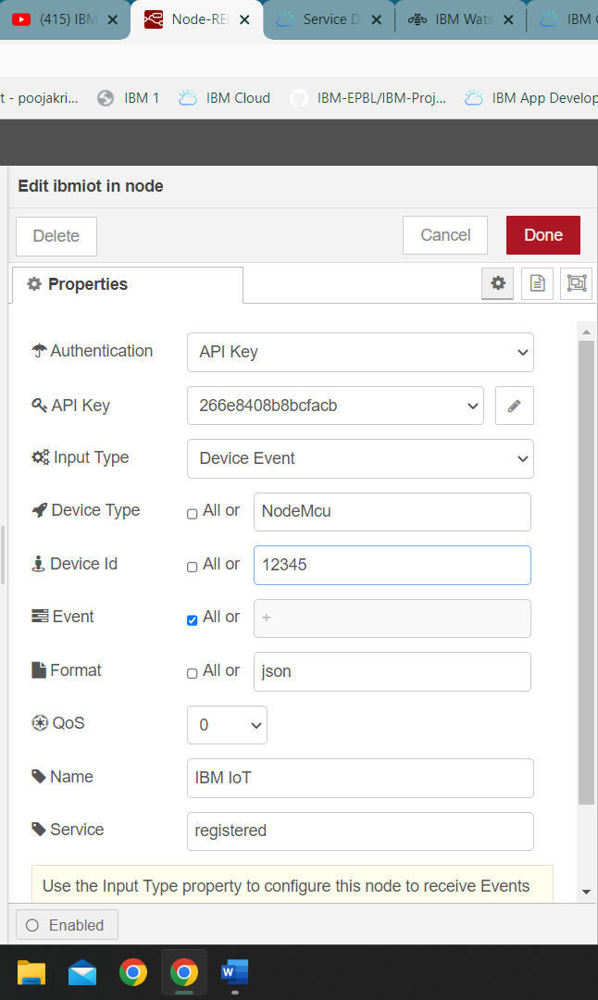 (415) IBM
Node-RE
Service D
IBM Wats
IBM
t - poojakri...
IBM 1
IBM Cloud
IBM-EPBL/IBM-Proj...
IBM App Develop
Edit ibmiot in node
Delete
Cancel
Done
Properties
Authentication
API Key
API Key
266e8408b8bcfacb
Input Type
Device Event
Device Type
All or
NodeMcu
Device Id
All or
12345
Event
All or
+
Format
All or
json
QoS
0
Name
IBM IoT
Service
registered
Use the Input Type property to configure this node to receive Events
Enabled
W